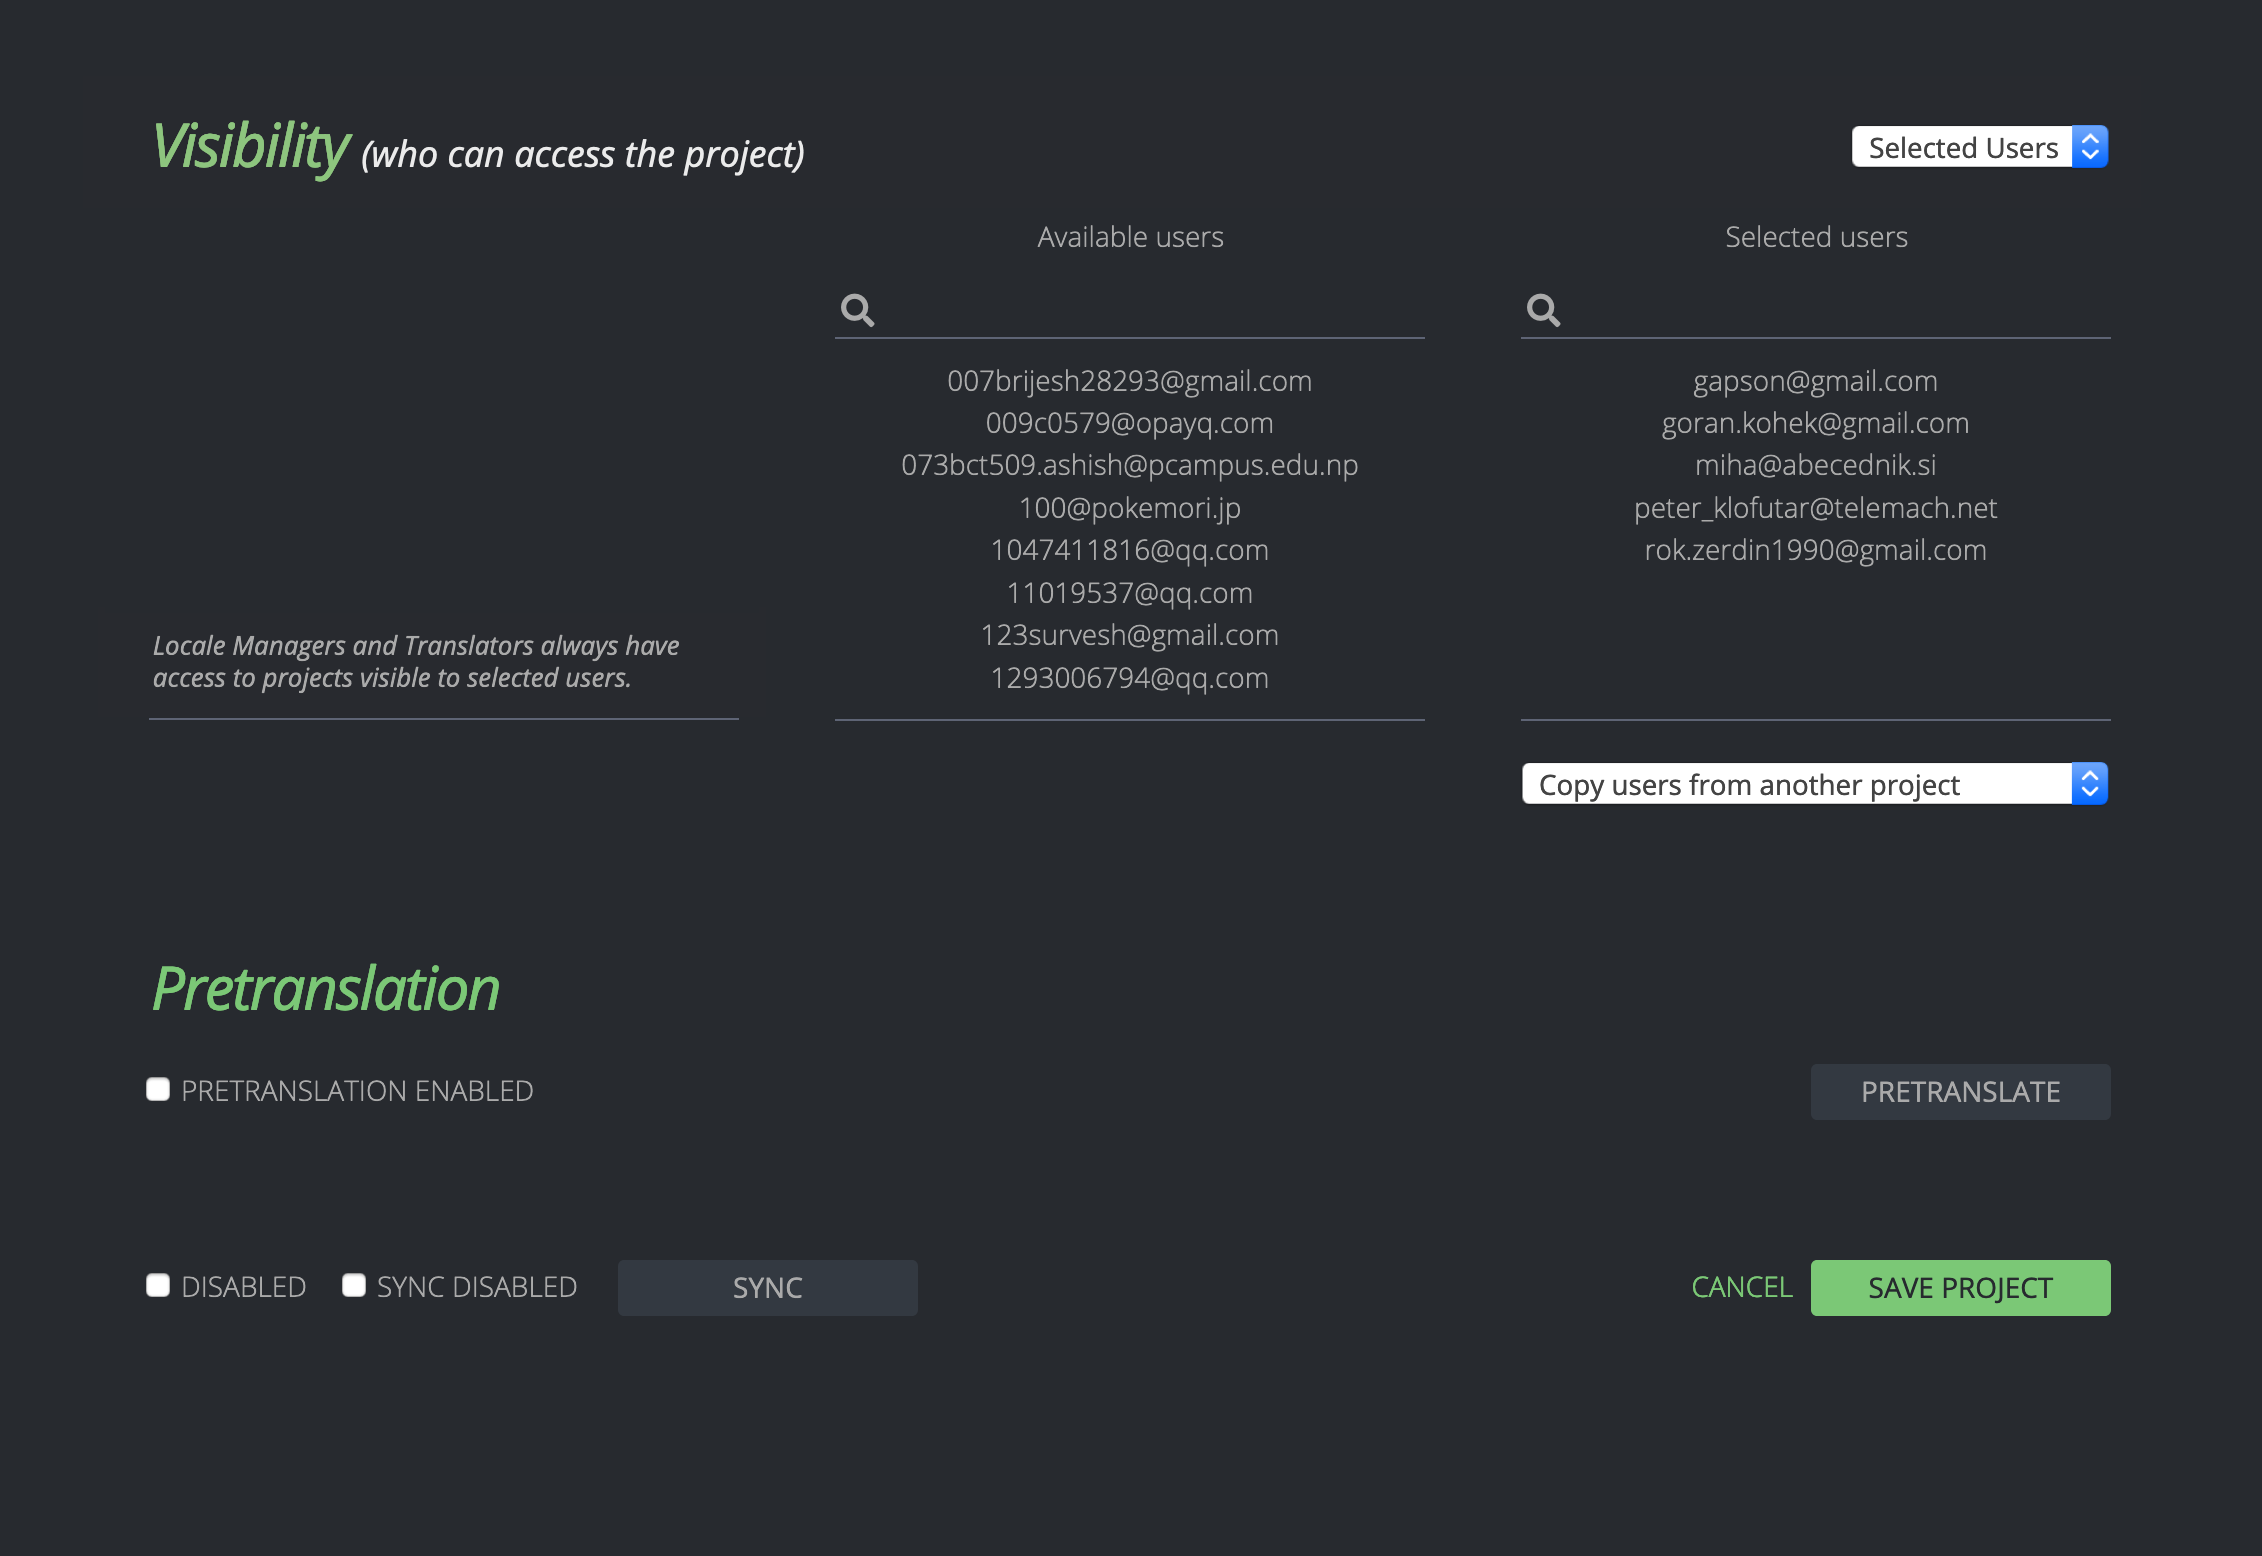 Visibility (who can access the project)
Selected Users
Available users
Selected users
007brijesh28293@gmail.com
009c0579@opayq.com
073bct509.ashish@pcampus.edu.np
100@pokemori.jp
1047411816@qq.com
11019537@qq.com
123survesh@gmail.com
1293006794@qq.com
gapson@gmail.com
goran.kohek@gmail.com
miha@abecednik.si
peter_klofutar@telemach.net
rok.zerdin1990@gmail.com
Locale Managers and Translators always have
access to projects visible to selected users.
Copy users from another project
Pretranslation
PRETRANSLATION ENABLED
PRETRANSLATE
DISABLED
SYNC DISABLED
SYNC
CANCEL
SAVE PROJECT